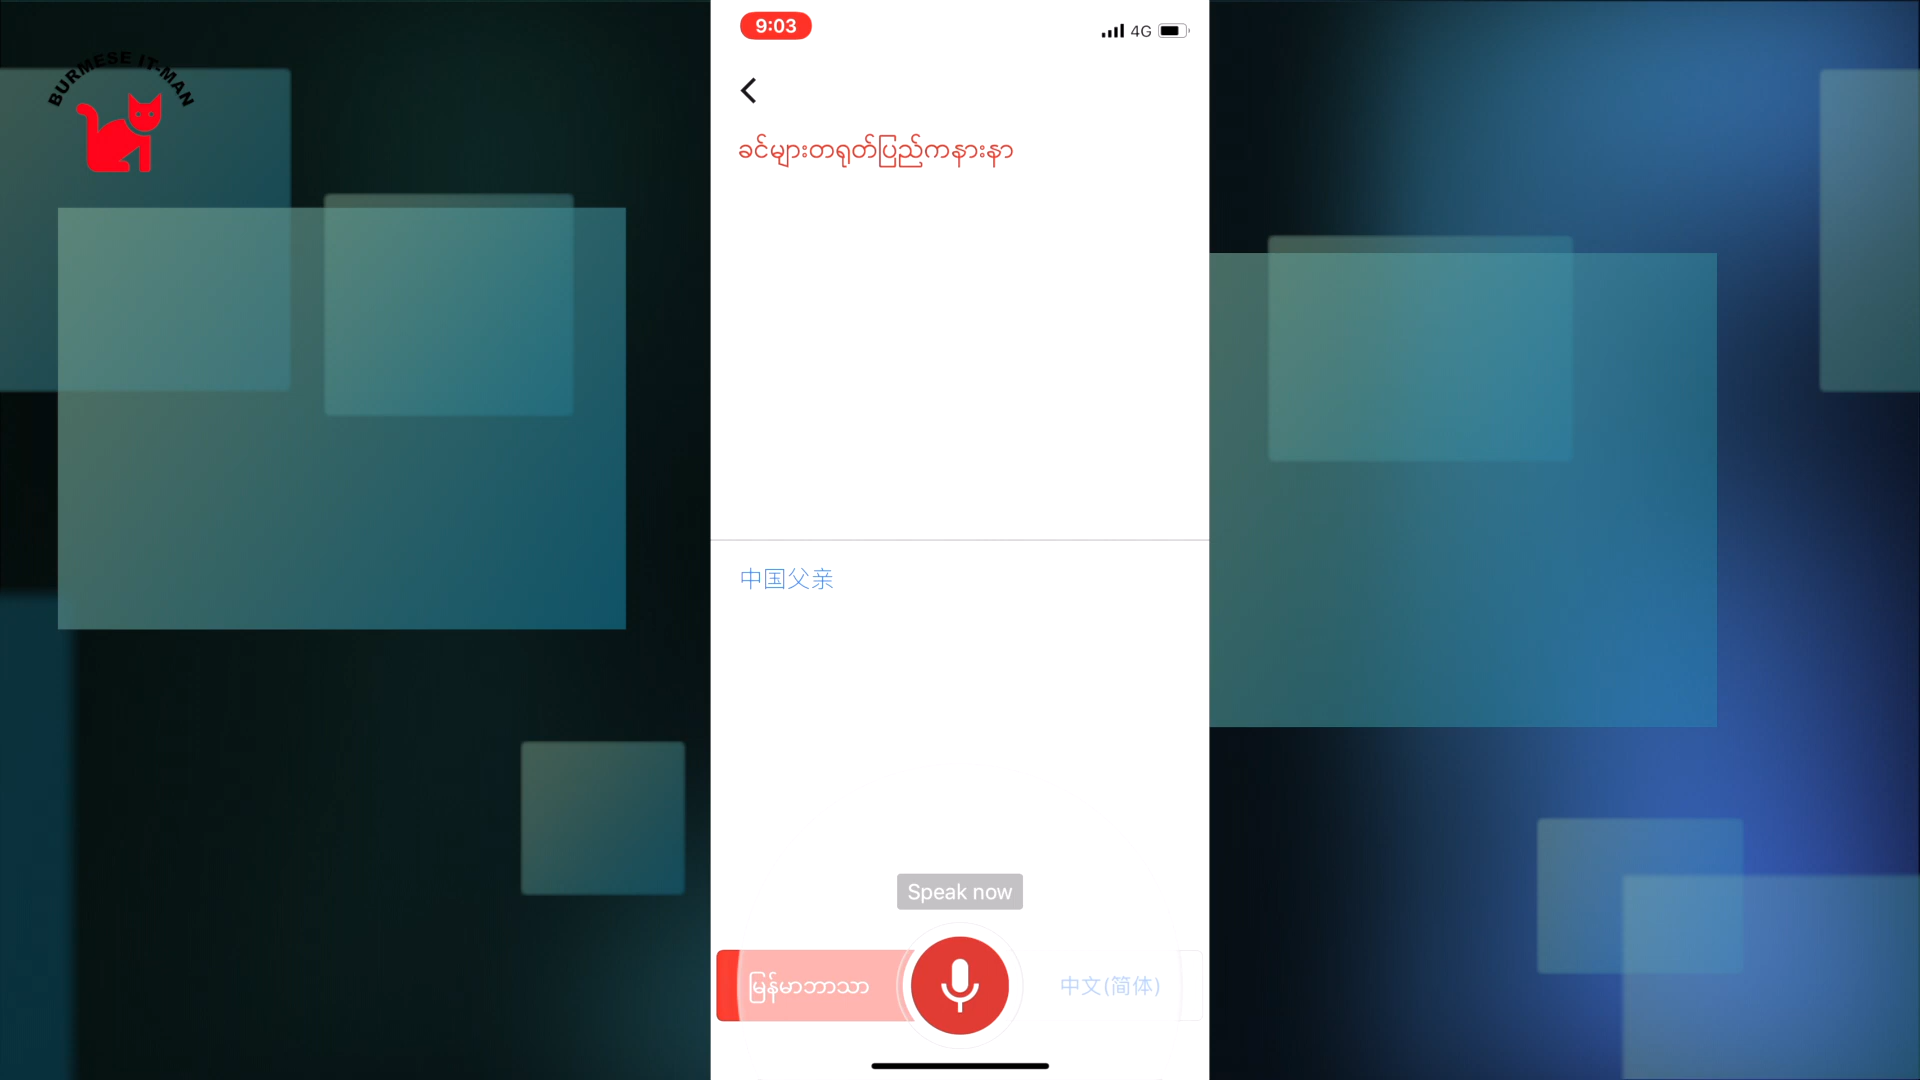 BURMESE IT-MAN
9:03
4G
ခင်များတရုတ်ပြည်ကနားနာ
中国父亲
Speak now
မြန်မာဘာသာ
中文(简体)